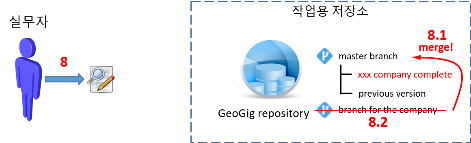 실무자
8
작업용 저장소
8.1
merge!
master branch
xxx company complete
previous version
GeoGig repository
branch for the company
8.2